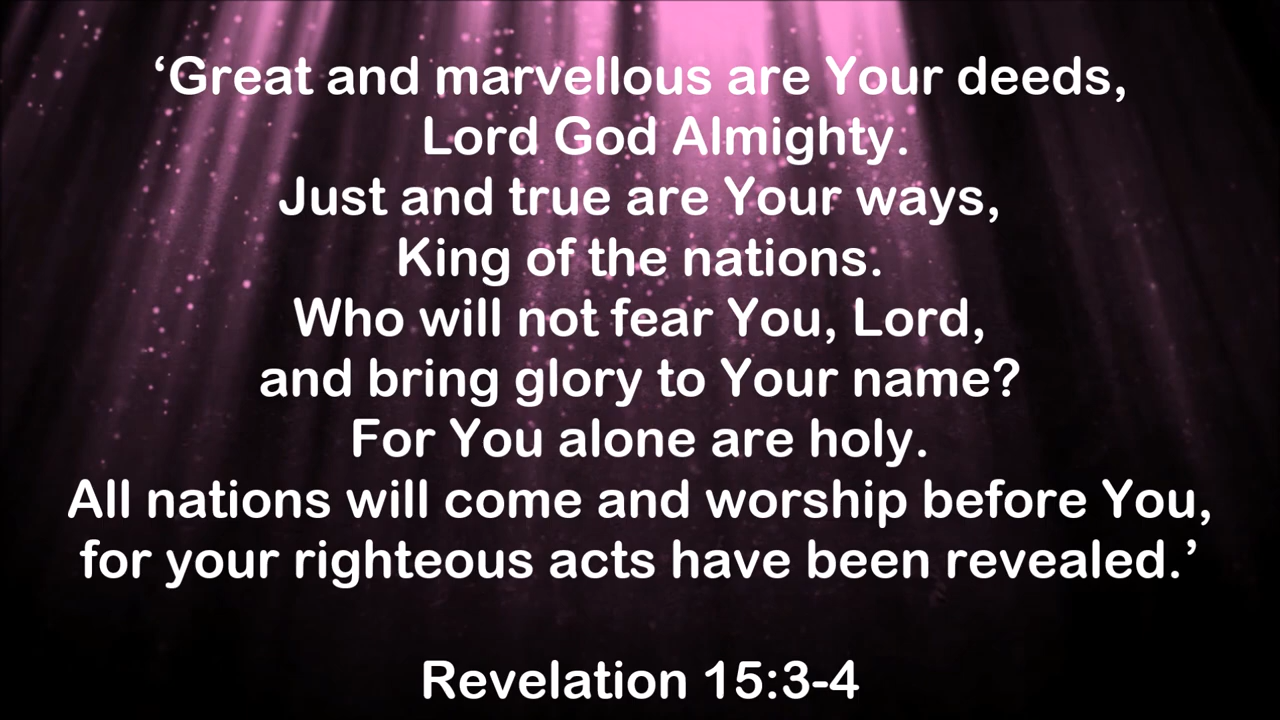 ‘Great and marvellous are Your deeds,
Lord God Almighty.
Just and true are Your ways,
King of the nations.
Who will not fear You, Lord,
and bring glory to Your name?
For You alone are holy.
All nations will come and worship before You,
for your righteous acts have been revealed.’
Revelation 15:3-4